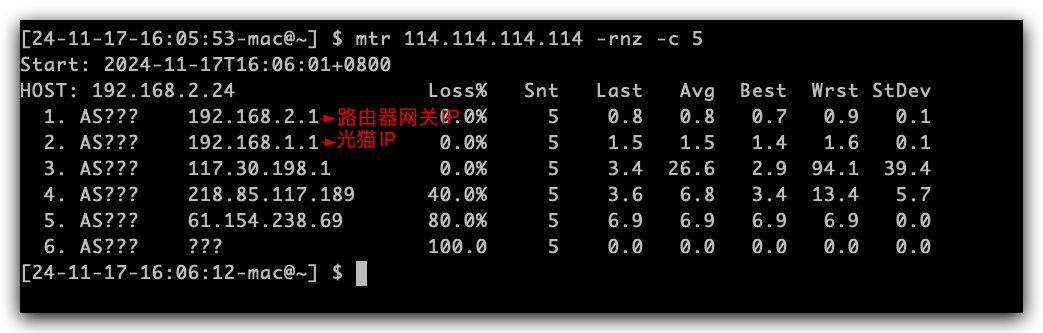 [24-11-17-16:05:53-mac@~] $ mtr 114.114.114.114 -rnz -c 5
Start: 2024-11-17T16:06:01+0800
HOST: 192.168.2.24 Loss% Snt Last Avg Best Wrst StDev
1. AS??? 192.168.2.1 路由器网关IP 0.0% 5 0.8 0.8 0.7 0.9 0.1
2. AS??? 192.168.1.1 光猫IP 0.0% 5 1.5 1.5 1.4 1.6 0.1
3. AS??? 117.30.198.1 0.0% 5 3.4 26.6 2.9 94.1 39.4
4. AS??? 218.85.117.189 40.0% 5 3.6 6.8 3.4 13.4 5.7
5. AS??? 61.154.238.69 80.0% 5 6.9 6.9 6.9 6.9 0.0
6. AS??? ??? 100.0 5 0.0 0.0 0.0 0.0 0.0
[24-11-17-16:06:12-mac@~] $